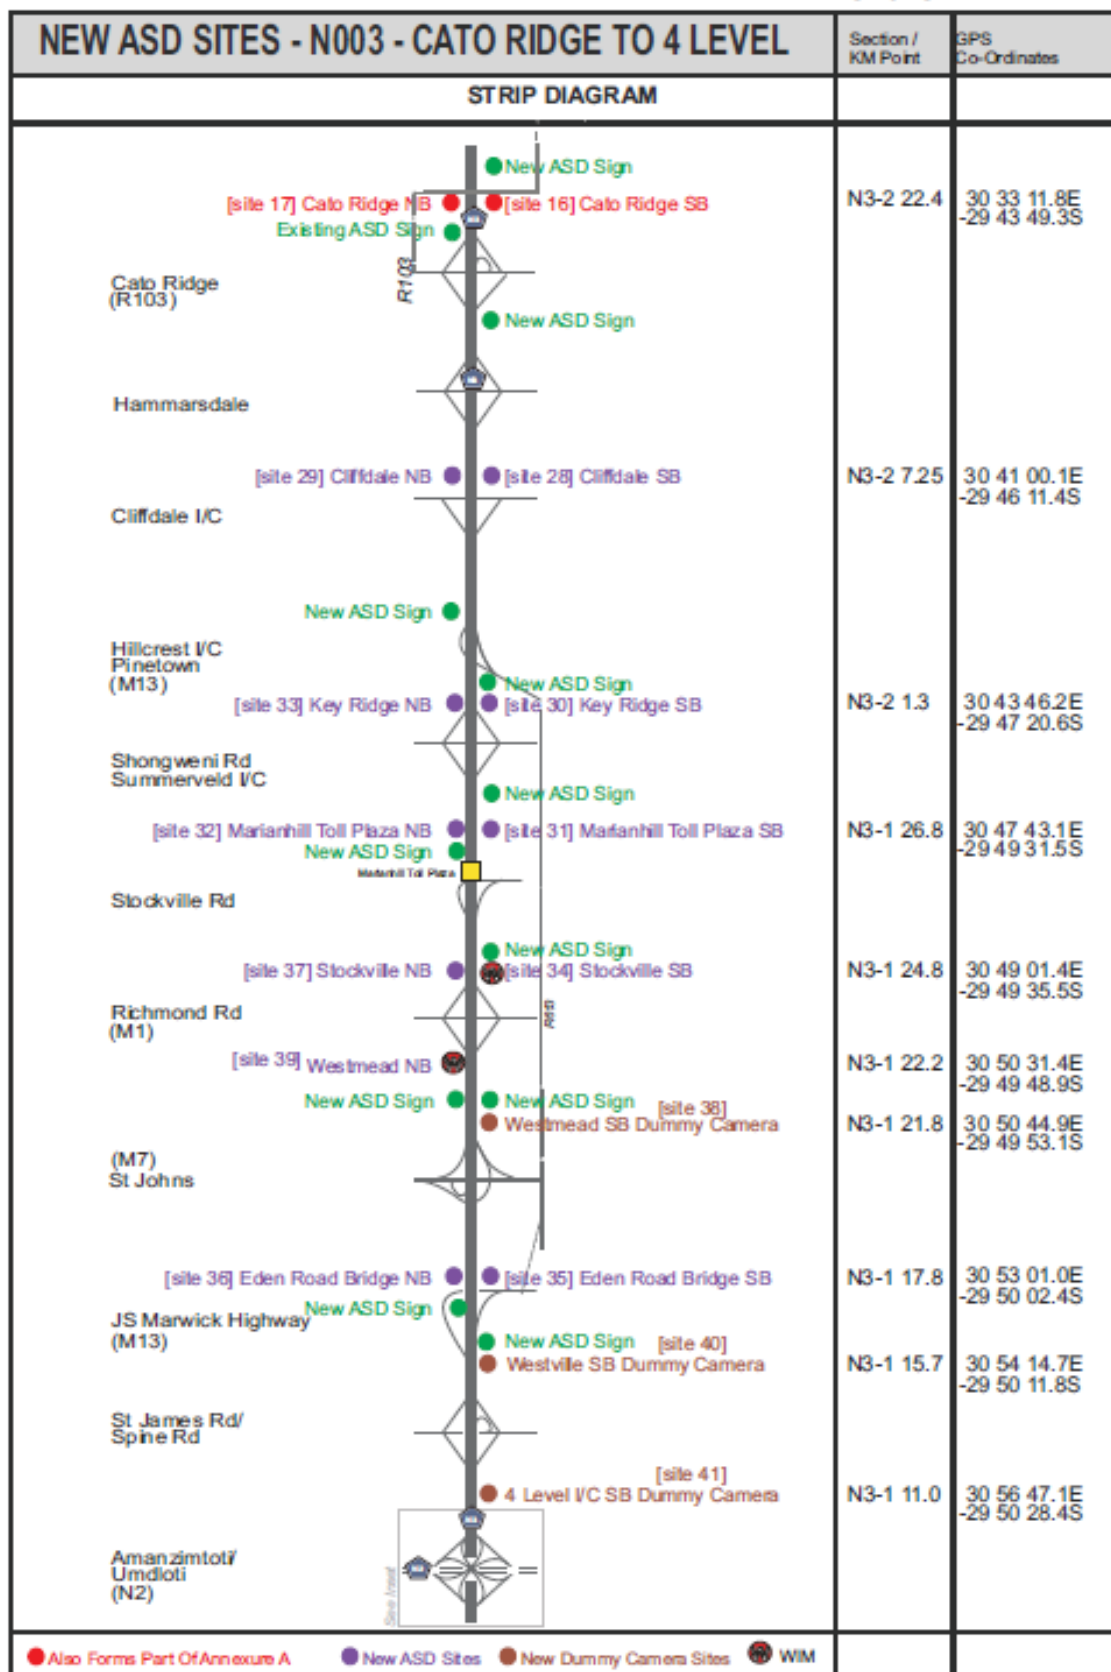 NEW ASD SITES - N003 - CATO RIDGE TO 4 LEVEL
Section /
KM Point
GPS
Co-Ordinates
STRIP DIAGRAM
New ASD Sign
[site 17] Cato Ridge NB
[site 16] Cato Ridge SB
N3-2 22.4
30 33 11.8E
-29 43 49.3S
Existing ASD Sign
R103
Cato Ridge
(R103)
New ASD Sign
Hammarsdale
[site 29] Cliffdale NB
[site 28] Cliffdale SB
N3-2 7.25
30 41 00.1E
-29 46 11.4S
Cliffdale I/C
New ASD Sign
Hillcrest I/C
Pinetown
(M13)
New ASD Sign
[site 33] Key Ridge NB
[site 30] Key Ridge SB
N3-2 1.3
30 43 46.2E
-29 47 20.6S
Shongweni Rd
Summerveld I/C
New ASD Sign
[site 32] Marianhill Toll Plaza NB
[site 31] Marianhill Toll Plaza SB
N3-1 26.8
30 47 43.1E
-29 49 31.5S
New ASD Sign
Marianhill Toll Plaza
Stockville Rd
New ASD Sign
[site 37] Stockville NB
[site 34] Stockville SB
N3-1 24.8
30 49 01.4E
-29 49 35.5S
Richmond Rd
(M1)
[site 39] Westmead NB
N3-1 22.2
30 50 31.4E
-29 49 48.9S
New ASD Sign
New ASD Sign
[site 38]
Westmead SB Dummy Camera
N3-1 21.8
30 50 44.9E
-29 49 53.1S
(M7)
St Johns
[site 36] Eden Road Bridge NB
[site 35] Eden Road Bridge SB
N3-1 17.8
30 53 01.0E
-29 50 02.4S
New ASD Sign
JS Marwick Highway
(M13)
New ASD Sign
[site 40]
Westville SB Dummy Camera
N3-1 15.7
30 54 14.7E
-29 50 11.8S
St James Rd/
Spine Rd
[site 41]
4 Level I/C SB Dummy Camera
N3-1 11.0
30 56 47.1E
-29 50 28.4S
Amanzimtoti/
Umdloti
(N2)
See Inset
Also Forms Part Of Annexure A
New ASD Sites
New Dummy Camera Sites
WIM